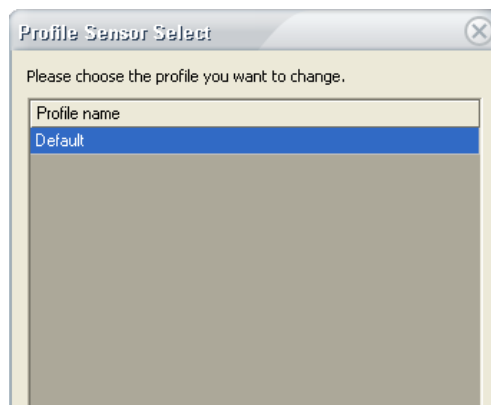 Profile Sensor Select
Please choose the profile you want to change.
Profile name
Default